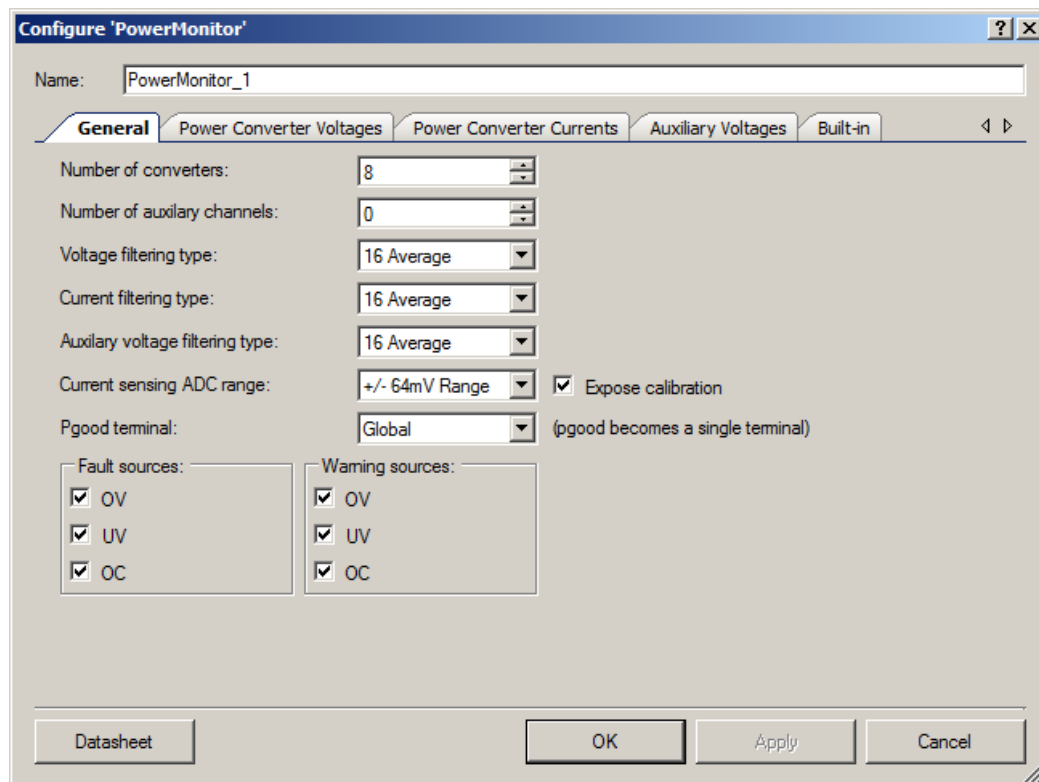 Configure 'PowerMonitor'
Name: PowerMonitor_1
General Power Converter Voltages Power Converter Currents Auxiliary Voltages Built-in
Number of converters: 8
Number of auxilary channels: 0
Voltage filtering type: 16 Average
Current filtering type: 16 Average
Auxilary voltage filtering type: 16 Average
Current sensing ADC range: +/- 64mV Range Expose calibration
Pgood terminal: Global (pgood becomes a single terminal)
Fault sources: Warning sources:
OV OV
UV UV
OC OC
Datasheet OK Apply Cancel